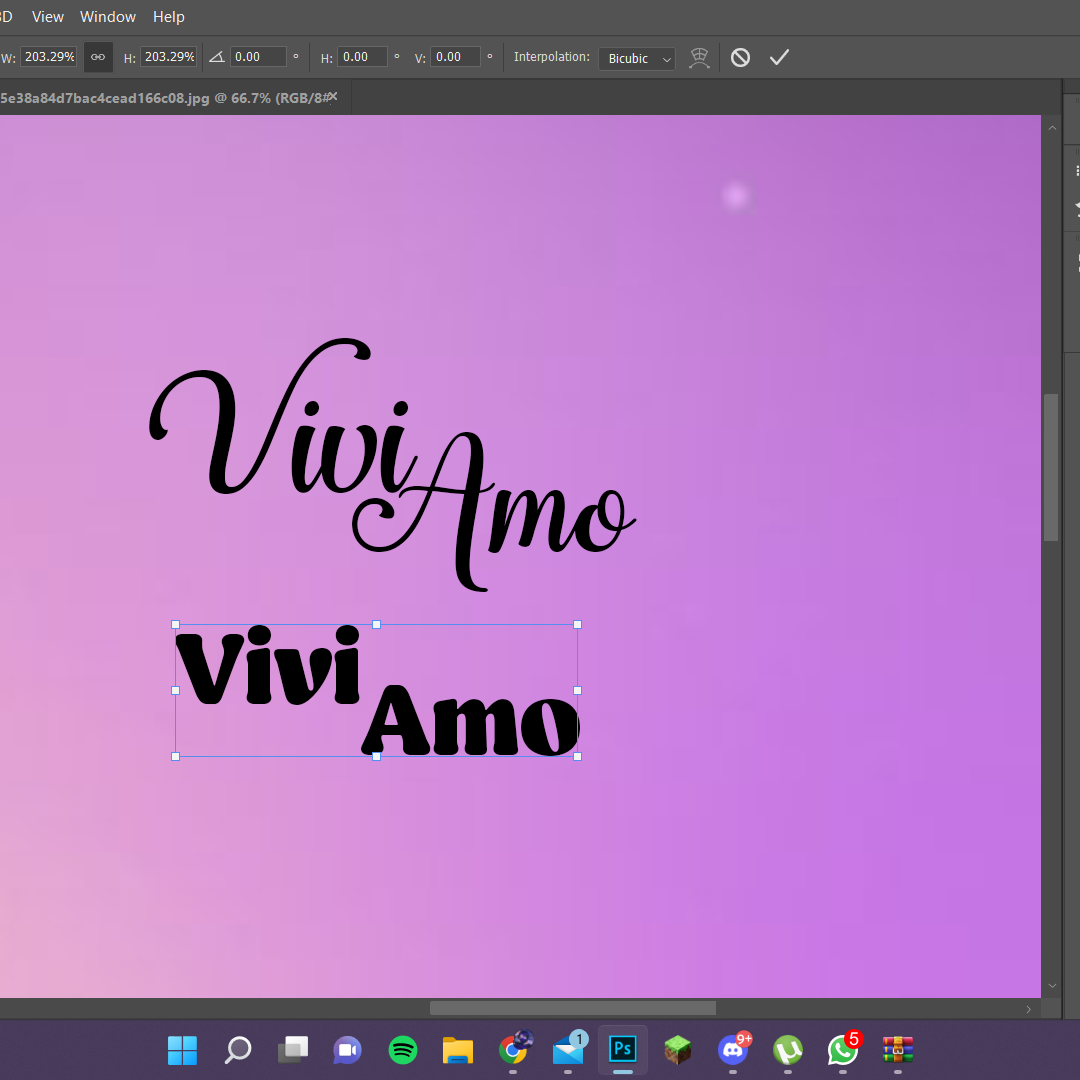 3D View Window Help
W: 203.29% H: 203.29% 0.00 ° H: 0.00 ° V: 0.00 ° Interpolation: Bicubic
5e38a84d7bac4cead166c08.jpg @ 66.7% (RGB/8#
Vivi
Amo
Vivi
Amo
1 Ps 9+ 5